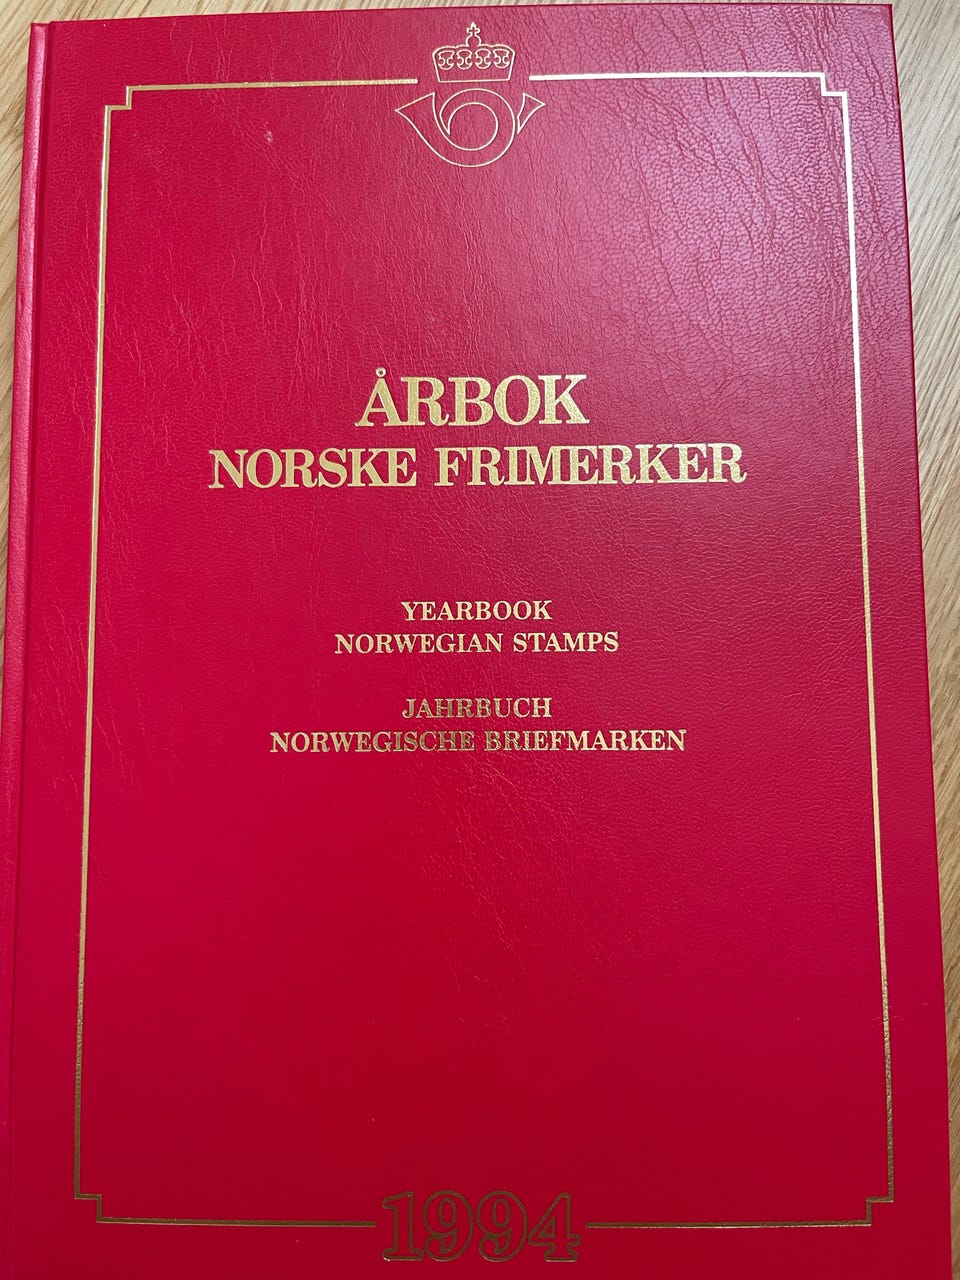 ÅRBOK
NORSKE FRIMERKER
YEARBOOK
NORWEGIAN STAMPS
JAHRBUCH
NORWEGISCHE BRIEFMARKEN
1994